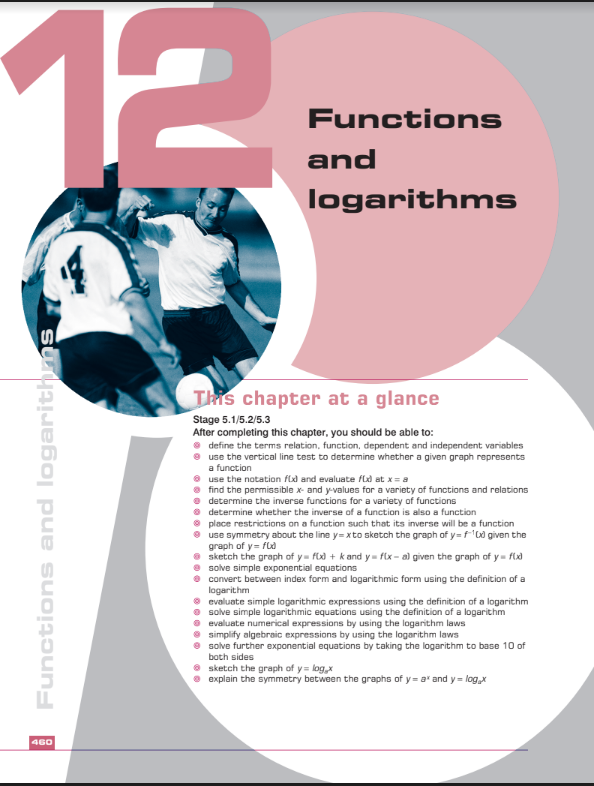 12
Functions
and
logarithms
4
Functions and logarithms
This chapter at a glance
Stage 5.1/5.2/5.3
After completing this chapter, you should be able to:
define the terms relation, function, dependent and independent variables
use the vertical line test to determine whether a given graph represents
a function
use the notation f(x) and evaluate f(x) at x = a
find the permissible x- and y-values for a variety of functions and relations
determine the inverse functions for a variety of functions
determine whether the inverse of a function is also a function
place restrictions on a function such that its inverse will be a function
use symmetry about the line y = x to sketch the graph of y = f⁻¹(x) given the
graph of y = f(x)
sketch the graph of y = f(x) + k and y = f(x − a) given the graph of y = f(x)
solve simple exponential equations
convert between index form and logarithmic form using the definition of a
logarithm
evaluate simple logarithmic expressions using the definition of a logarithm
solve simple logarithmic equations using the definition of a logarithm
evaluate numerical expressions by using the logarithm laws
simplify algebraic expressions by using the logarithm laws
solve further exponential equations by taking the logarithm to base 10 of
both sides
sketch the graph of y = logₐx
explain the symmetry between the graphs of y = aˣ and y = logₐx
460